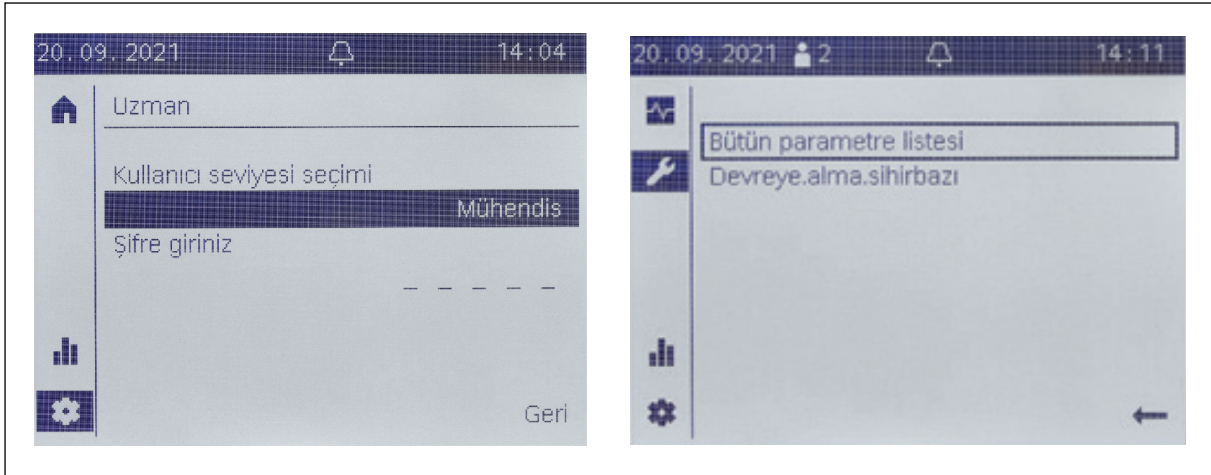 20.09.2021 14:04
Uzman
Kullanıcı seviyesi seçimi
Mühendis
Şifre giriniz
_ _ _ _ _
Geri
20.09.2021 2 14:11
Bütün parametre listesi
Devreye.alma.sihirbazı